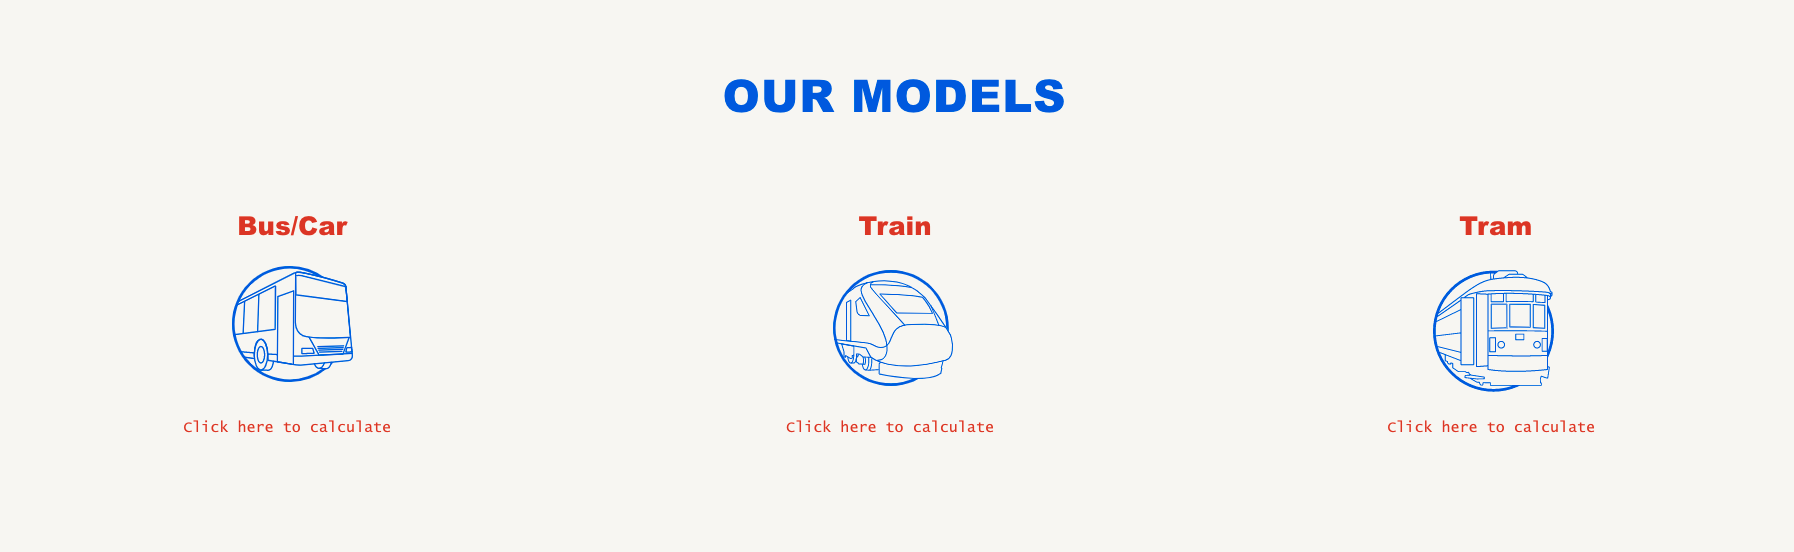 OUR MODELS
Bus/Car
Train
Tram
Click here to calculate
Click here to calculate
Click here to calculate